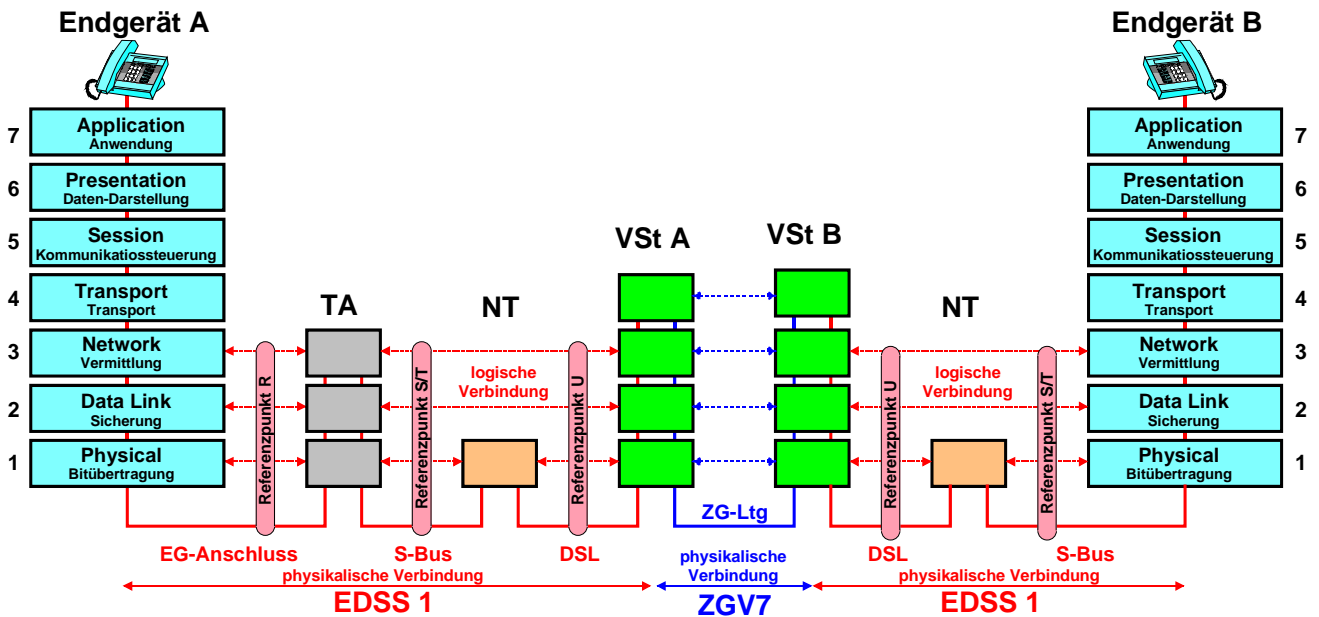 Endgerät A
Endgerät B
7
Application
Anwendung
Application
Anwendung
7
6
Presentation
Daten-Darstellung
Presentation
Daten-Darstellung
6
5
Session
Kommunikatiossteuerung
VSt A
VSt B
Session
Kommunikatiossteuerung
5
4
Transport
Transport
TA
NT
NT
Transport
Transport
4
3
Network
Vermittlung
Network
Vermittlung
3
logische
Verbindung
logische
Verbindung
2
Data Link
Sicherung
Data Link
Sicherung
2
1
Physical
Bitübertragung
Physical
Bitübertragung
1
Referenzpunkt R
Referenzpunkt S/T
Referenzpunkt U
Referenzpunkt U
Referenzpunkt S/T
ZG-Ltg
EG-Anschluss
S-Bus
DSL
DSL
S-Bus
physikalische Verbindung
physikalische
Verbindung
physikalische Verbindung
EDSS 1
ZGV7
EDSS 1